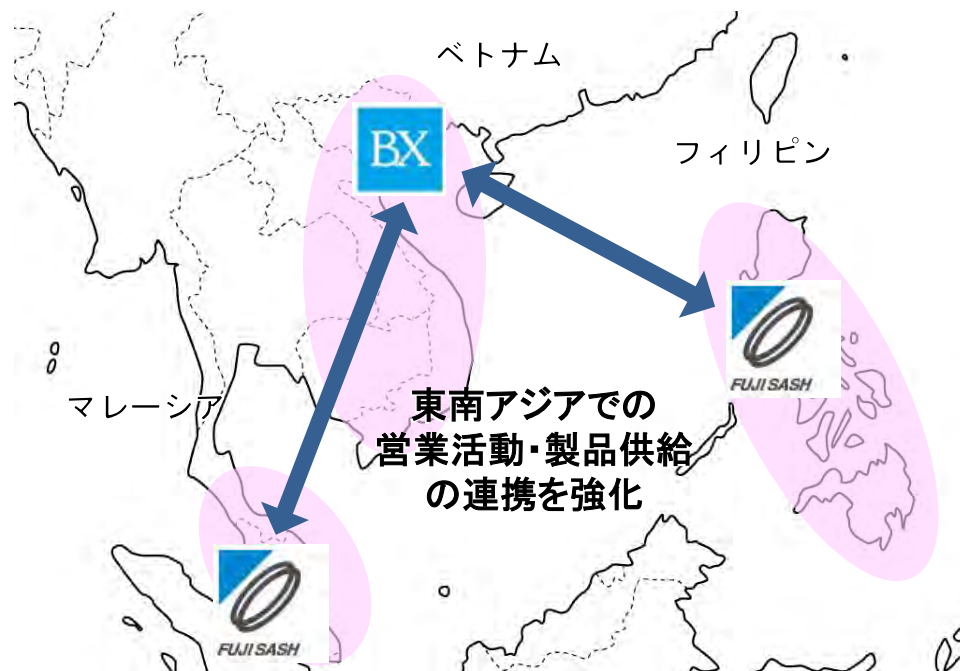 ベトナム
BX
フィリピン
FUJI SASH
マレーシア
東南アジアでの
営業活動・製品供給
の連携を強化
FUJI SASH